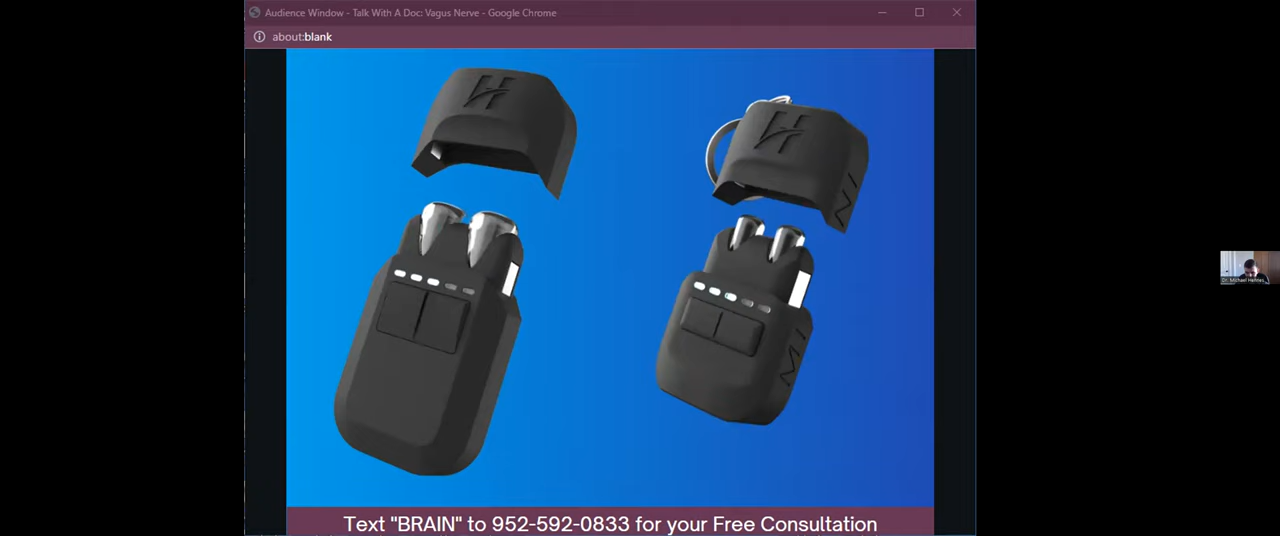 Audience Window - Talk With A Doc: Vagus Nerve - Google Chrome
about:blank
H
H
Text "BRAIN" to 952-592-0833 for your Free Consultation